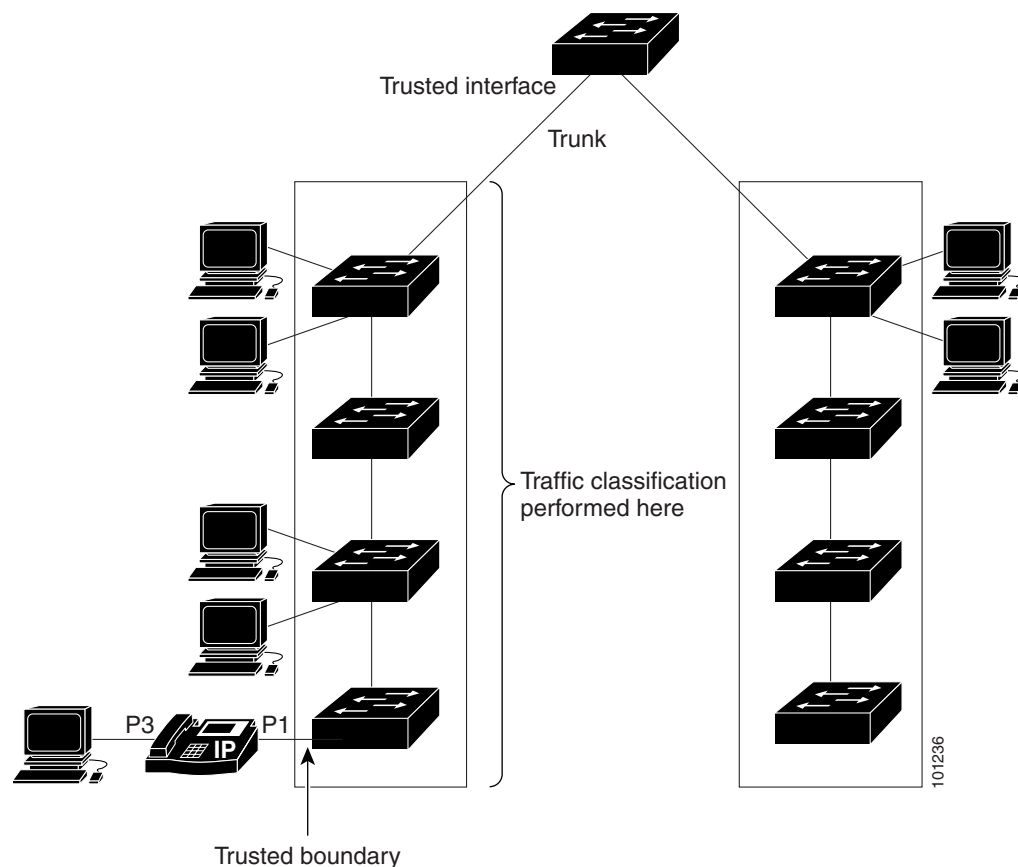 Trusted interface
Trunk
Traffic classification
performed here
P3
IP
P1
101236
Trusted boundary